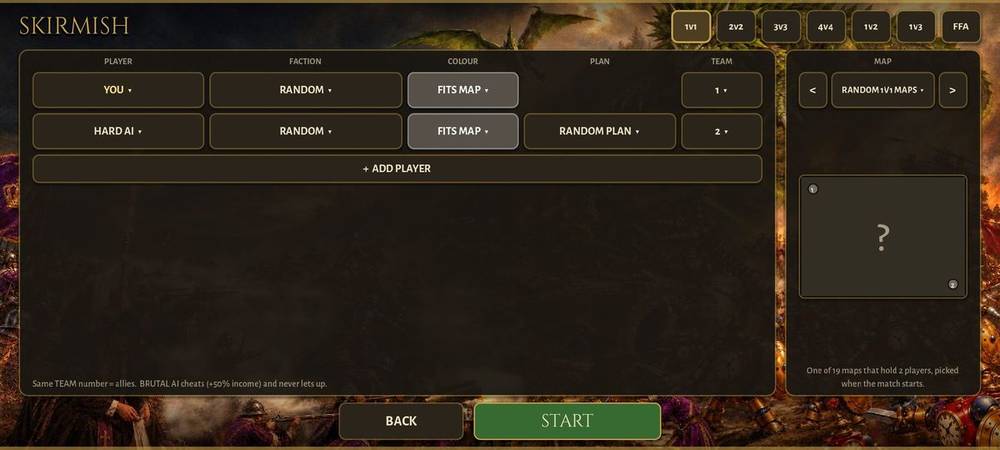 SKIRMISH
1v1 2v2 3v3 4v4 1v2 1v3 FFA
PLAYER FACTION COLOUR PLAN TEAM
YOU RANDOM FITS MAP 1
HARD AI RANDOM FITS MAP RANDOM PLAN 2
+ ADD PLAYER
Same TEAM number = allies. BRUTAL AI cheats (+50% income) and never lets up.
MAP
< RANDOM 1V1 MAPS >
1
?
2
One of 19 maps that hold 2 players, picked
when the match starts.
BACK START